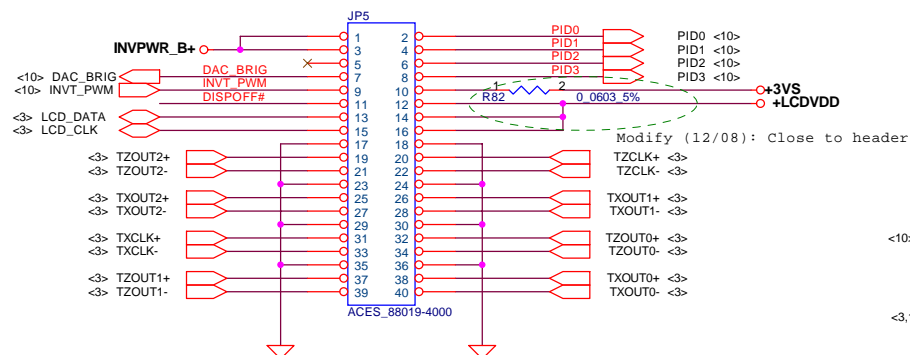 JP5
INVPWR_B+ 1 2 PID0 PID0 <10>
3 4 PID1 PID1 <10>
5 6 PID2 PID2 <10>
<10> DAC_BRIG DAC_BRIG 7 8 PID3 PID3 <10>
<10> INVT_PWM INVT_PWM 9 10 1 R82 2 0_0603_5% +3VS
DISPOFF# 11 12 +LCDVDD
<3> LCD_DATA 13 14
<3> LCD_CLK 15 16
Modify (12/08): Close to header
17 18
<3> TZOUT2+ 19 20 TZCLK+ <3>
<3> TZOUT2- 21 22 TZCLK- <3>
23 24
<3> TXOUT2+ 25 26 TXOUT1+ <3>
<3> TXOUT2- 27 28 TXOUT1- <3>
29 30
<3> TXCLK+ 31 32 TZOUT0+ <3>
<10>
<3> TXCLK- 33 34 TZOUT0- <3>
35 36
<3> TZOUT1+ 37 38 TXOUT0+ <3>
<3> TZOUT1- 39 40 TXOUT0- <3>
ACES_88019-4000
<3,